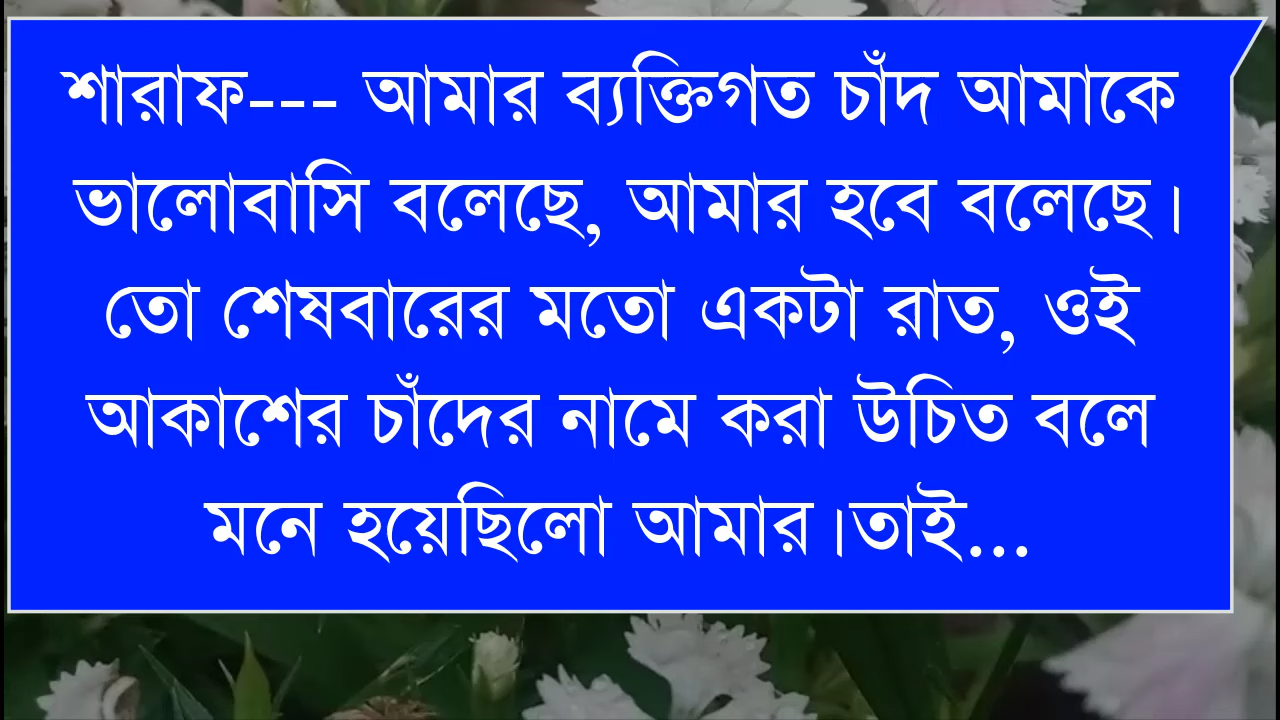 শারাফ--- আমার ব্যক্তিগত চাঁদ আমাকে
ভালোবাসি বলেছে, আমার হবে বলেছে।
তো শেষবারের মতো একটা রাত, ওই
আকাশের চাঁদের নামে করা উচিত বলে
মনে হয়েছিলো আমার।তাই...